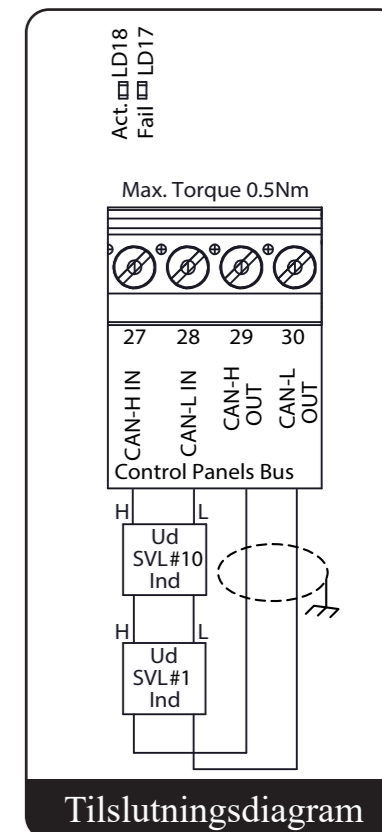 Act. LD18
Fail LD17
Max. Torque 0.5Nm
27 28 29 30
CAN-H IN
CAN-L IN
CAN-H
OUT
CAN-L
OUT
Control Panels Bus
H L
Ud
SVL#10
Ind
H L
Ud
SVL#1
Ind
Tilslutningsdiagram